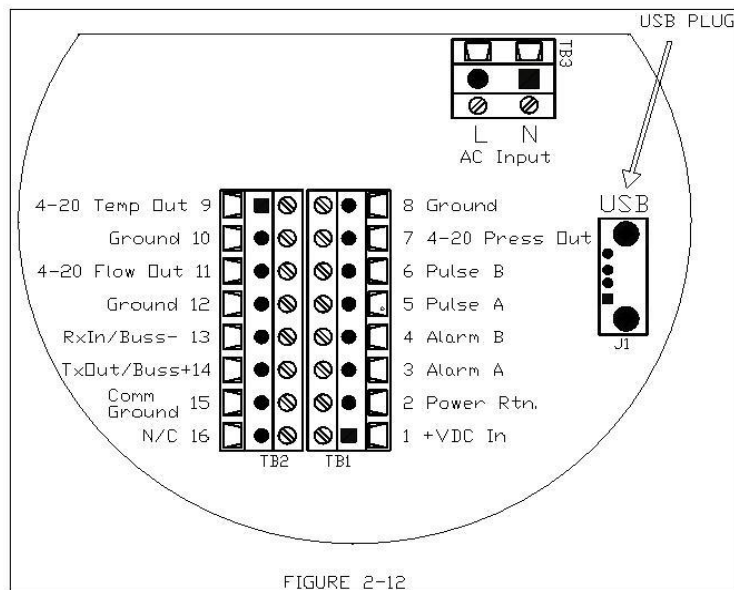 USB PLUG
TB3
L N
AC Input
USB
4-20 Temp Out 9
Ground 10
4-20 Flow Out 11
Ground 12
RxIn/Buss- 13
TxOut/Buss+14
Comm
Ground 15
N/C 16
8 Ground
7 4-20 Press Out
6 Pulse B
5 Pulse A
4 Alarm B
3 Alarm A
2 Power Rtn.
1 +VDC In
J1
TB2 TB1
FIGURE 2-12